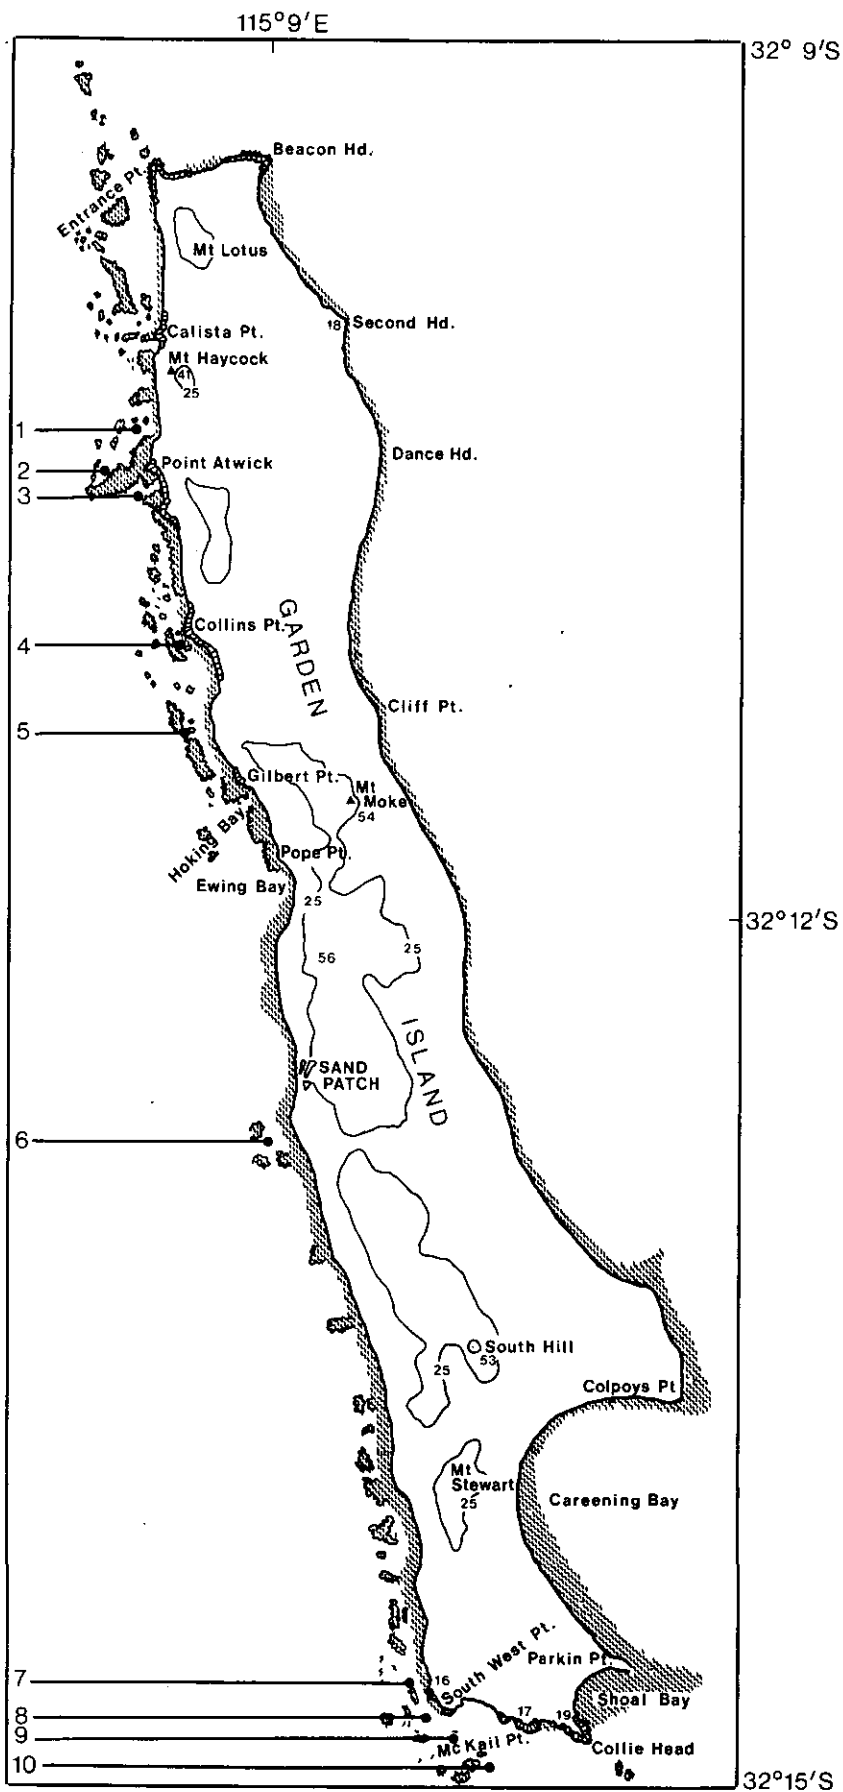 115°9'E
32° 9'S
Beacon Hd.
Entrance Pt.
Mt Lotus
18 Second Hd.
Calista Pt.
Mt Haycock
41
25
1
Dance Hd.
2
Point Atwick
3
GARDEN
Collins Pt.
4
Cliff Pt.
5
Gilbert Pt.
Mt
Moke
54
Hoking Bay
Pope Pt.
Ewing Bay
25
32°12'S
25
56
ISLAND
SAND
PATCH
6
South Hill
53
25
Colpoys Pt
Mt
Stewart
25
Careening Bay
South West Pt.
Parkin Pt.
7
16
Shoal Bay
8
17
19
9
McKail Pt.
Collie Head
10
32°15'S